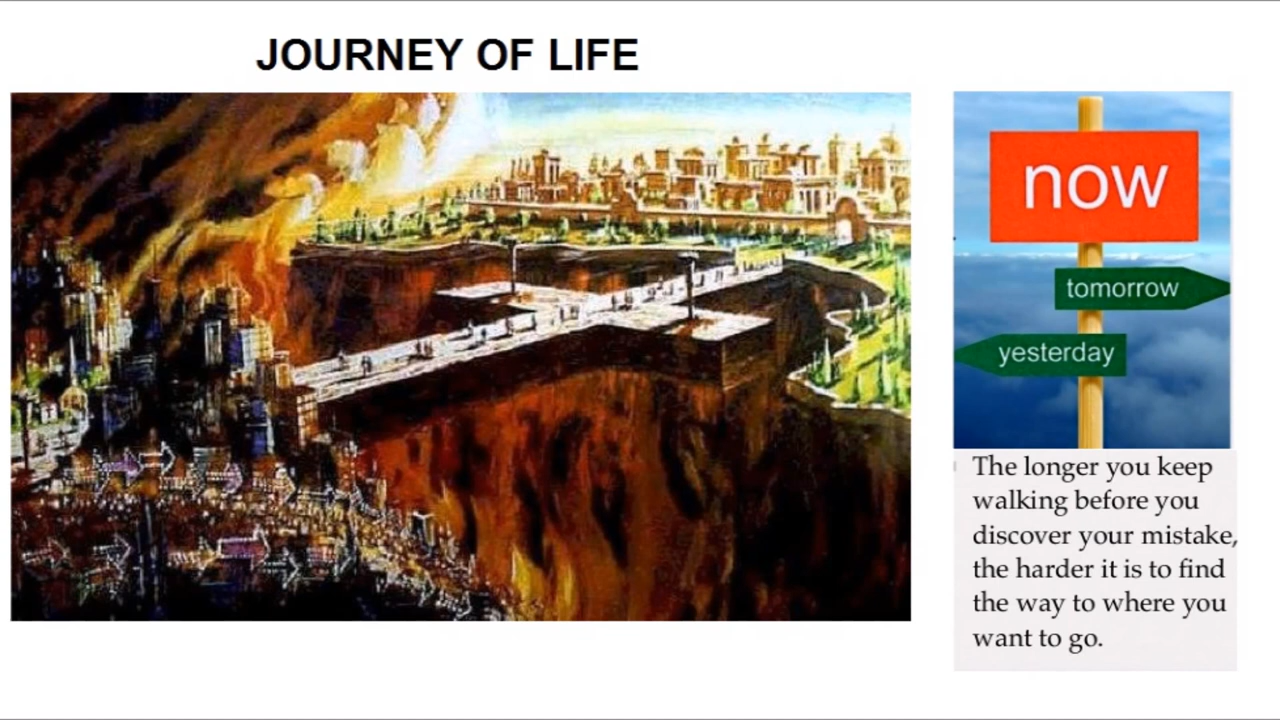 JOURNEY OF LIFE
now
tomorrow
yesterday
The longer you keep
walking before you
discover your mistake,
the harder it is to find
the way to where you
want to go.